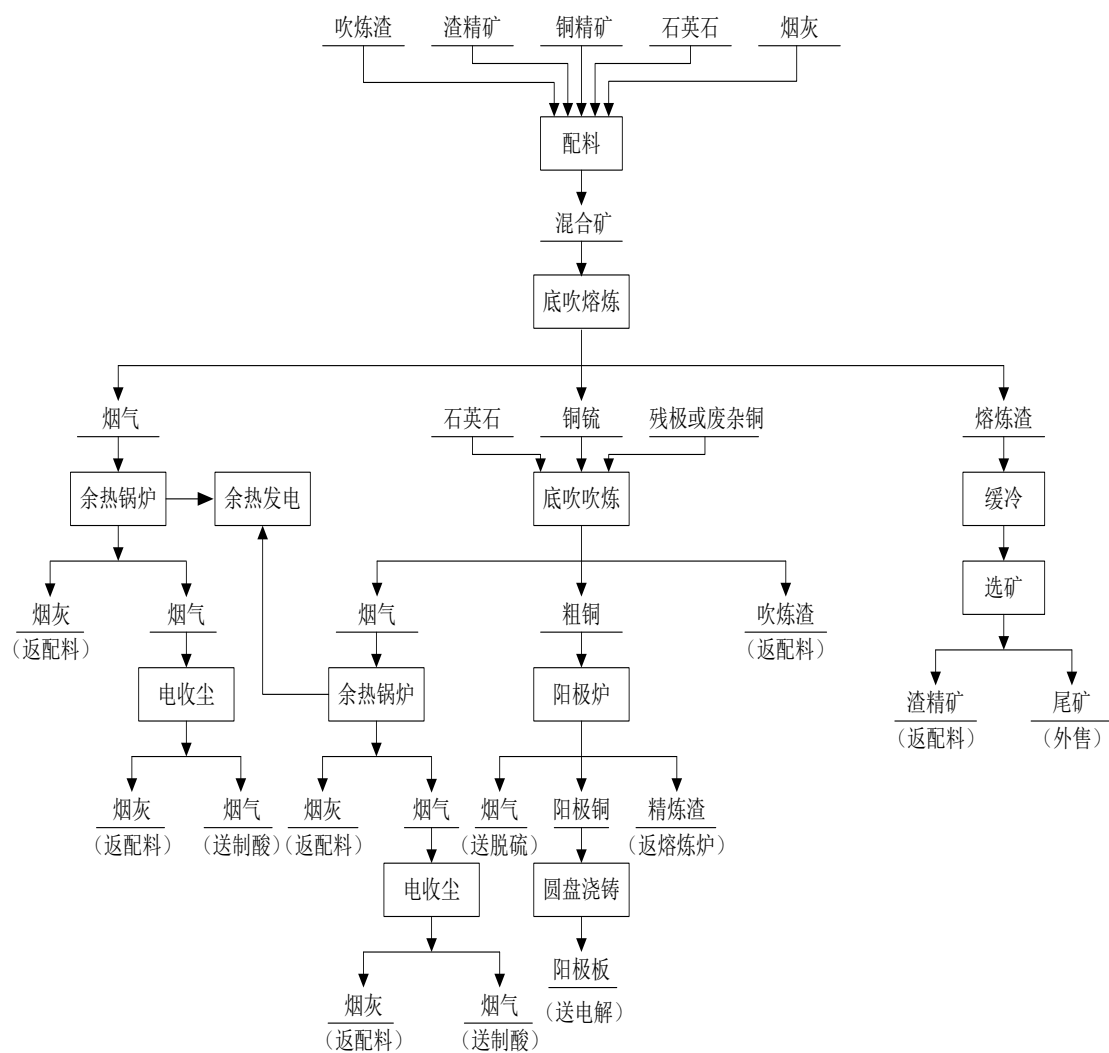 吹炼渣 渣精矿 铜精矿 石英石 烟灰
配料
混合矿
底吹熔炼
烟气 石英石 铜锍 残极或废杂铜 熔炼渣
余热锅炉 余热发电 底吹吹炼 缓冷
选矿
烟灰 烟气 烟气 粗铜 吹炼渣
(返配料) (返配料)
电收尘 余热锅炉 阳极炉 渣精矿 尾矿
(返配料) (外售)
烟灰 烟气 烟灰 烟气 烟气 阳极铜 精炼渣
(返配料) (送制酸) (返配料) (送脱硫) (返熔炼炉)
电收尘 圆盘浇铸
烟灰 烟气 阳极板
(返配料) (送制酸) (送电解)